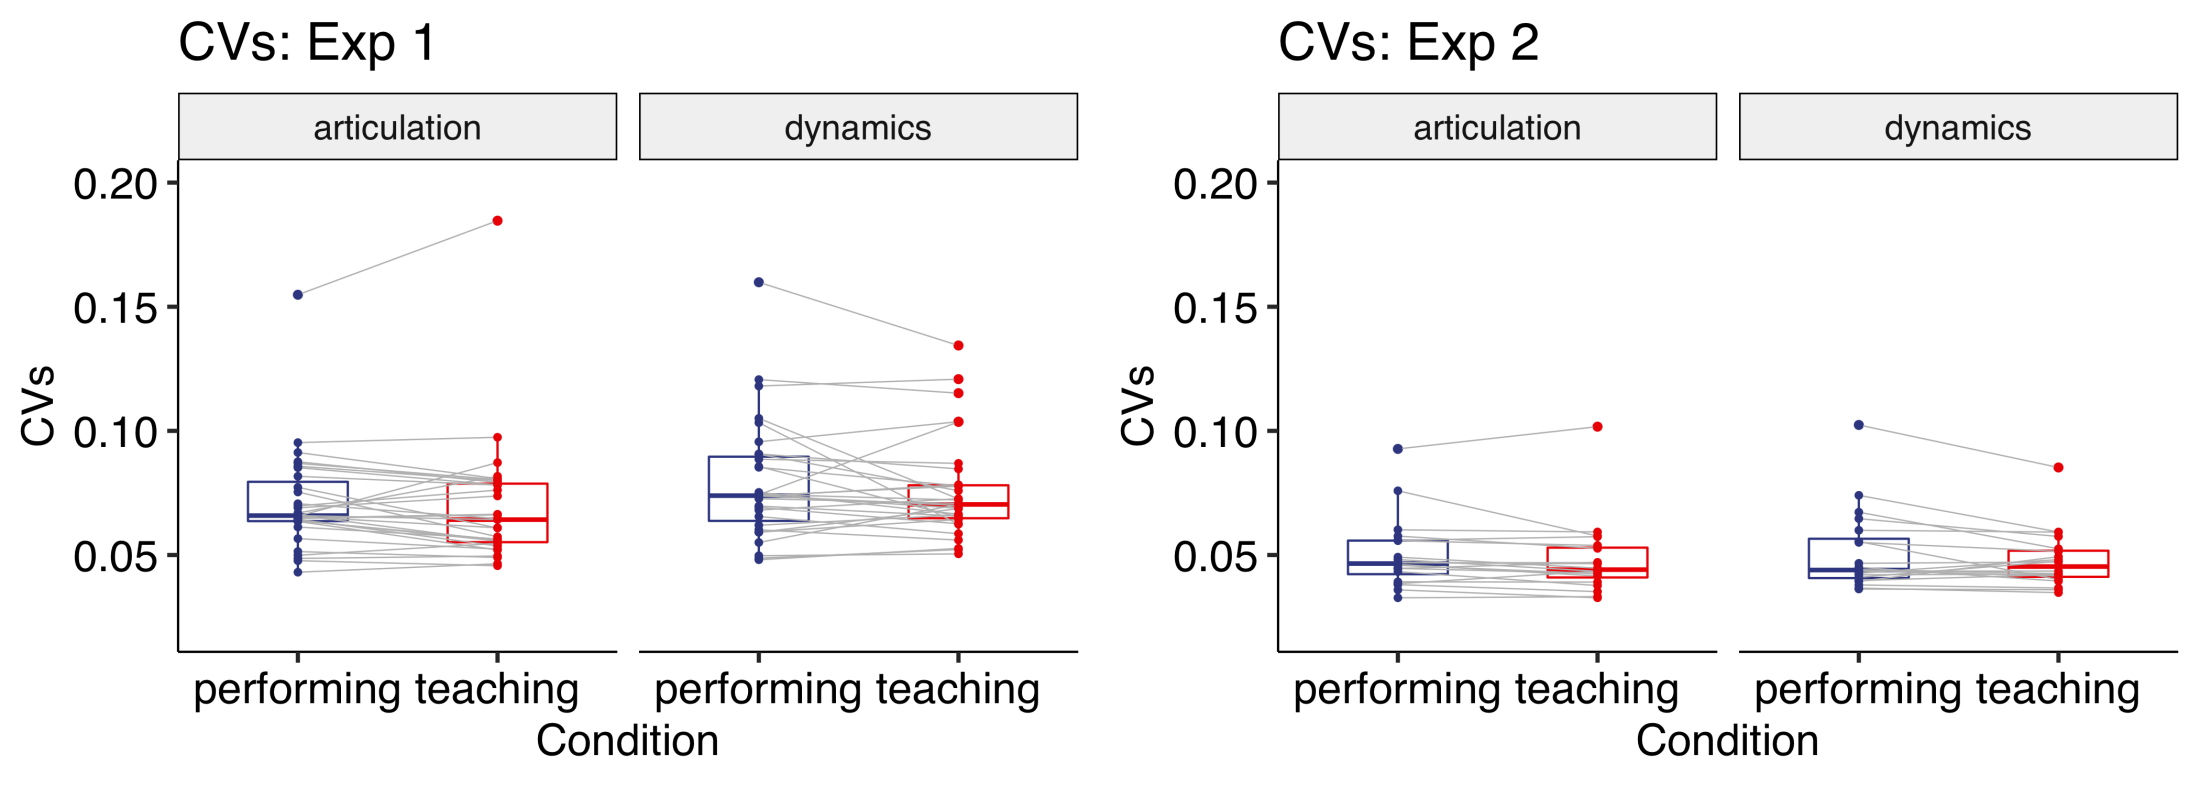 CVs: Exp 1
articulation
dynamics
0.20
0.15
0.10
0.05
CVs
performing teaching
performing teaching
Condition
CVs: Exp 2
articulation
dynamics
0.20
0.15
0.10
0.05
CVs
performing teaching
performing teaching
Condition